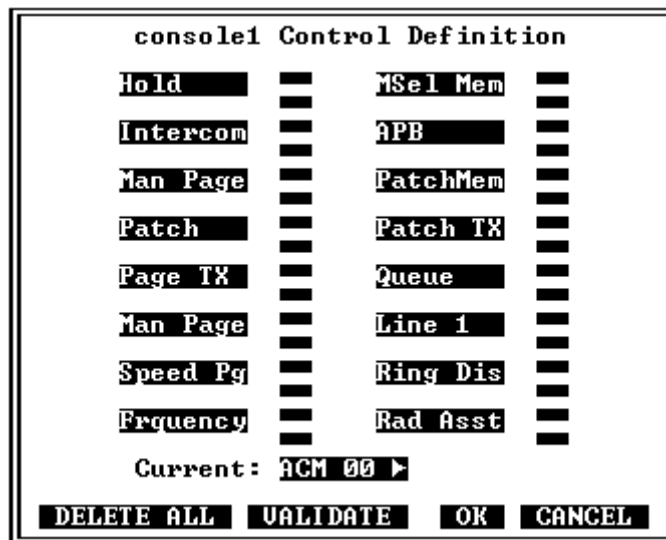 console1 Control Definition
Hold MSel Mem
Intercom APB
Man Page PatchMem
Patch Patch TX
Page TX Queue
Man Page Line 1
Speed Pg Ring Dis
Frquency Rad Asst
Current: ACM 00 ►
DELETE ALL VALIDATE OK CANCEL